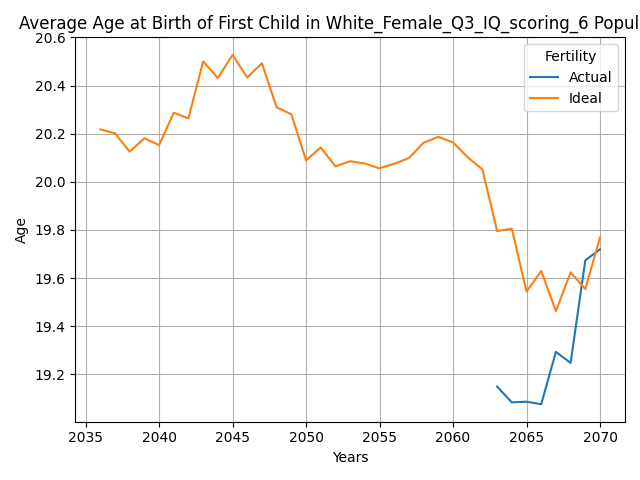 Average Age at Birth of First Child in White_Female_Q3_IQ_scoring_6 Popul
20.6
20.4
20.2
20.0
19.8
19.6
19.4
19.2
Age
Fertility
Actual
Ideal
2035 2040 2045 2050 2055 2060 2065 2070
Years